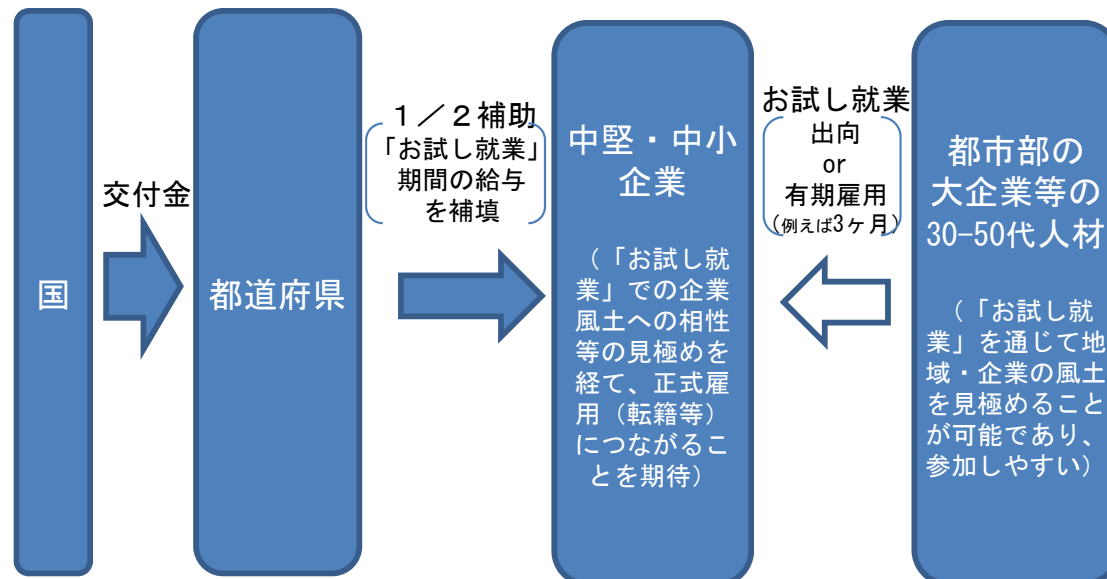 国
交付金
都道府県
1/2補助
「お試し就業」
期間の給与
を補填
中堅・中小
企業
(「お試し就
業」での企業
風土への相性
等の見極めを
経て、正式雇
用(転籍等)
につながるこ
とを期待)
お試し就業
出向
or
有期雇用
(例えば3ヶ月)
都市部の
大企業等の
30-50代人材
(「お試し就
業」を通じて地
域・企業の風土
を見極めること
が可能であり、
参加しやすい)